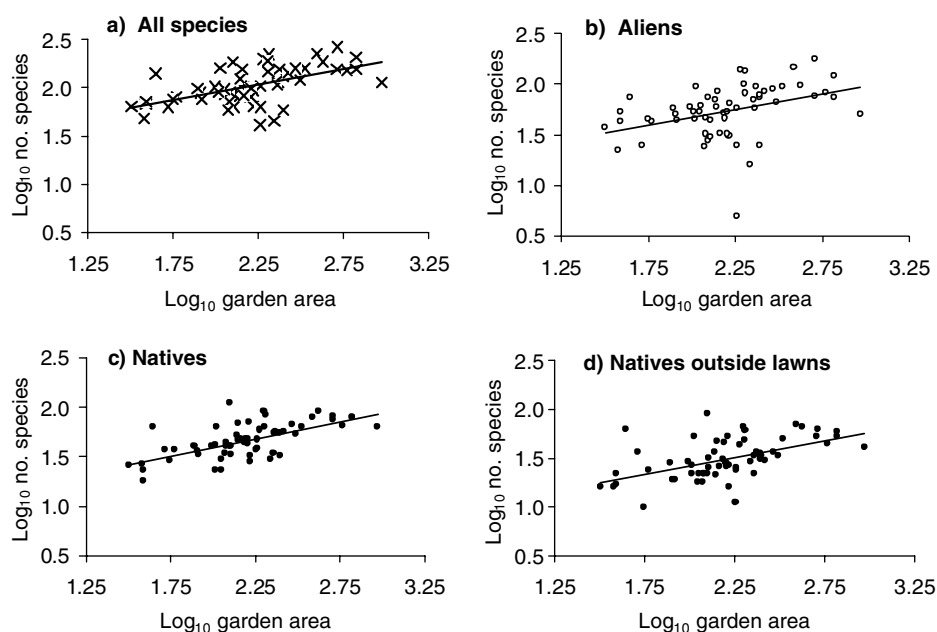 a) All species
Log10 no. species
2.5
2.0
1.5
1.0
0.5
1.25 1.75 2.25 2.75 3.25
Log10 garden area
b) Aliens
Log10 no. species
2.5
2.0
1.5
1.0
0.5
1.25 1.75 2.25 2.75 3.25
Log10 garden area
c) Natives
Log10 no. species
2.5
2.0
1.5
1.0
0.5
1.25 1.75 2.25 2.75 3.25
Log10 garden area
d) Natives outside lawns
Log10 no. species
2.5
2.0
1.5
1.0
0.5
1.25 1.75 2.25 2.75 3.25
Log10 garden area